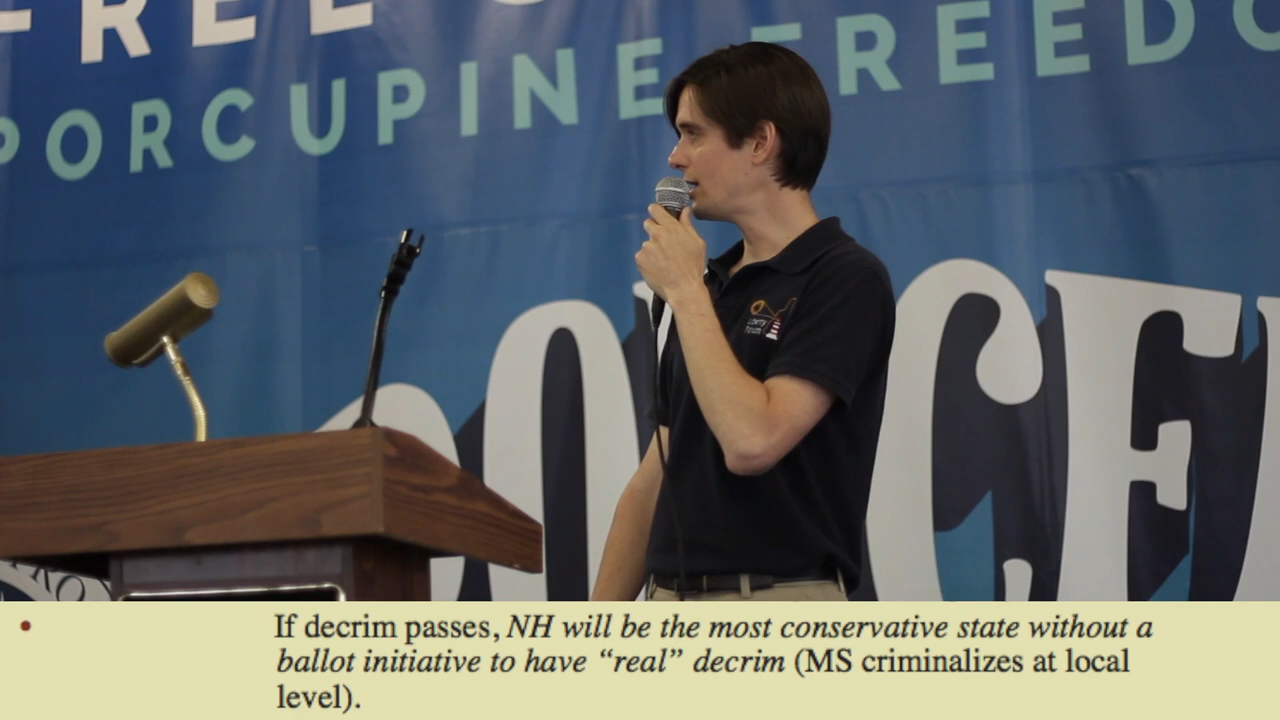 FREE
PORCUPINE FREEDO
If decrim passes, NH will be the most conservative state without a
ballot initiative to have “real” decrim (MS criminalizes at local
level).